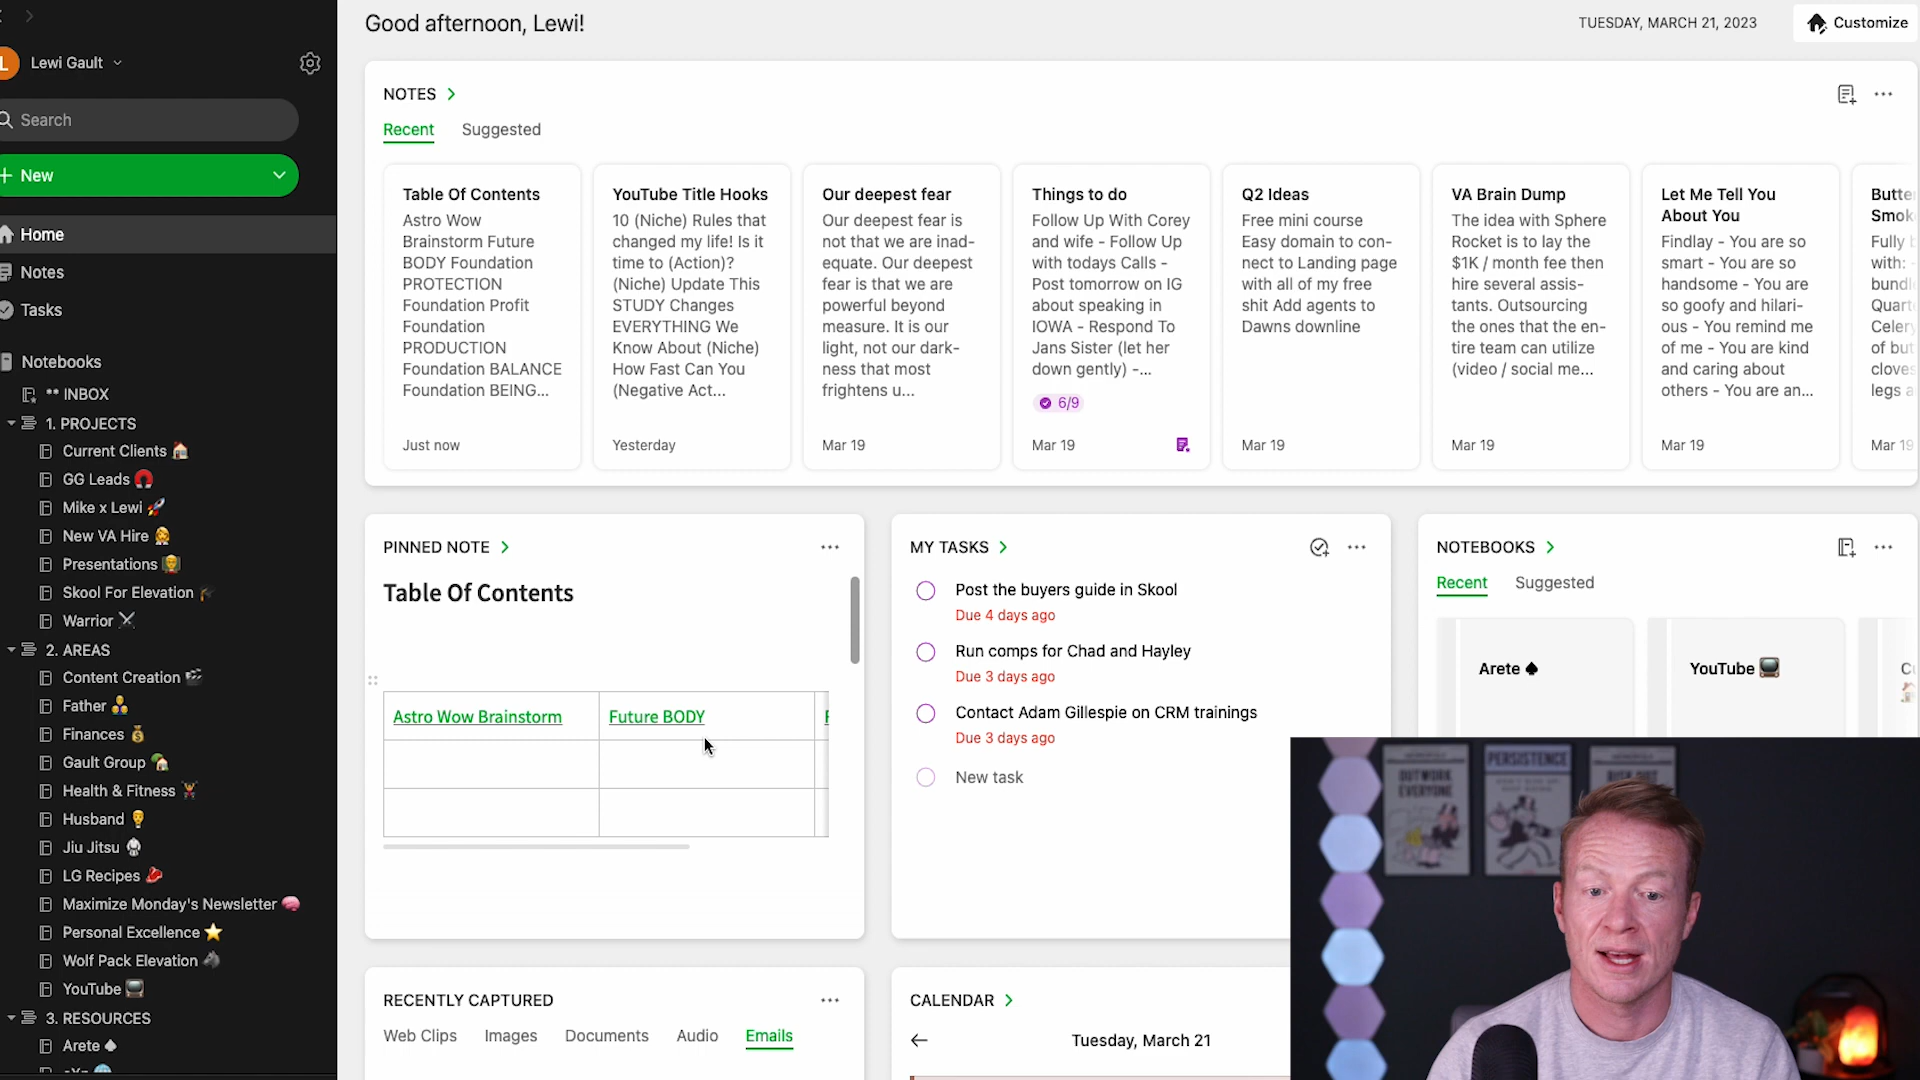 Good afternoon, Lewi!
TUESDAY, MARCH 21, 2023
Customize
L
Lewi Gault
Search
+ New
Home
Notes
Tasks
Notebooks
** INBOX
1. PROJECTS
Current Clients
GG Leads
Mike x Lewi
New VA Hire
Presentations
Skool For Elevation
Warrior
2. AREAS
Content Creation
Father
Finances
Gault Group
Health & Fitness
Husband
Jiu Jitsu
LG Recipes
Maximize Monday's Newsletter
Personal Excellence
Wolf Pack Elevation
YouTube
3. RESOURCES
Arete
NOTES
Recent
Suggested
Table Of Contents
Astro Wow
Brainstorm Future
BODY Foundation
PROTECTION
Foundation Profit
Foundation
PRODUCTION
Foundation BALANCE
Foundation BEING...
Just now
YouTube Title Hooks
10 (Niche) Rules that
changed my life! Is it
time to (Action)?
(Niche) Update This
STUDY Changes
EVERYTHING We
Know About (Niche)
How Fast Can You
(Negative Act...
Yesterday
Our deepest fear
Our deepest fear is
not that we are inad-
equate. Our deepest
fear is that we are
powerful beyond
measure. It is our
light, not our dark-
ness that most
frightens u...
Mar 19
Things to do
Follow Up With Corey
and wife - Follow Up
with todays Calls -
Post tomorrow on IG
about speaking in
IOWA - Respond To
Jans Sister (let her
down gently) -...
6/9
Mar 19
Q2 Ideas
Free mini course
Easy domain to con-
nect to Landing page
with all of my free
shit Add agents to
Dawns downline
Mar 19
VA Brain Dump
The idea with Sphere
Rocket is to lay the
$1K / month fee then
hire several assis-
tants. Outsourcing
the ones that the en-
tire team can utilize
(video / social me...
Mar 19
Let Me Tell You
About You
Findlay - You are so
smart - You are so
handsome - You are
so goofy and hilari-
ous - You remind me
of me - You are kind
and caring about
others - You are an...
Mar 19
Butte
Smok
Fully b
with: -
bundl
Quart
Celery
of but
cloves
legs a
Mar 19
PINNED NOTE
Table Of Contents
Astro Wow Brainstorm
Future BODY
MY TASKS
Post the buyers guide in Skool
Due 4 days ago
Run comps for Chad and Hayley
Due 3 days ago
Contact Adam Gillespie on CRM trainings
Due 3 days ago
New task
NOTEBOOKS
Recent
Suggested
Arete
YouTube
RECENTLY CAPTURED
Web Clips
Images
Documents
Audio
Emails
CALENDAR
Tuesday, March 21
OUTWORK
EVERYONE
PERSISTENCE